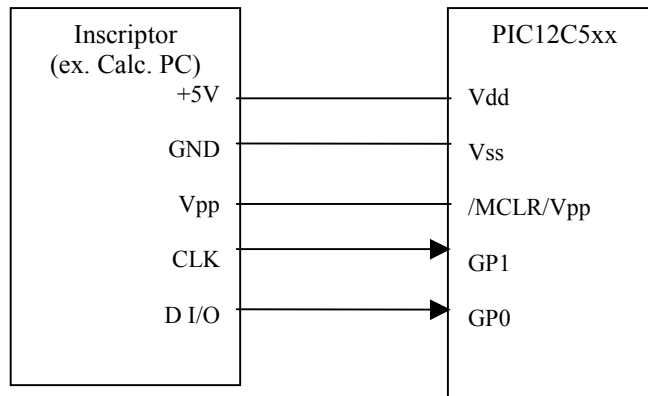 Inscriptor
(ex. Calc. PC)
+5V
GND
Vpp
CLK
D I/O
PIC12C5xx
Vdd
Vss
/MCLR/Vpp
GP1
GP0